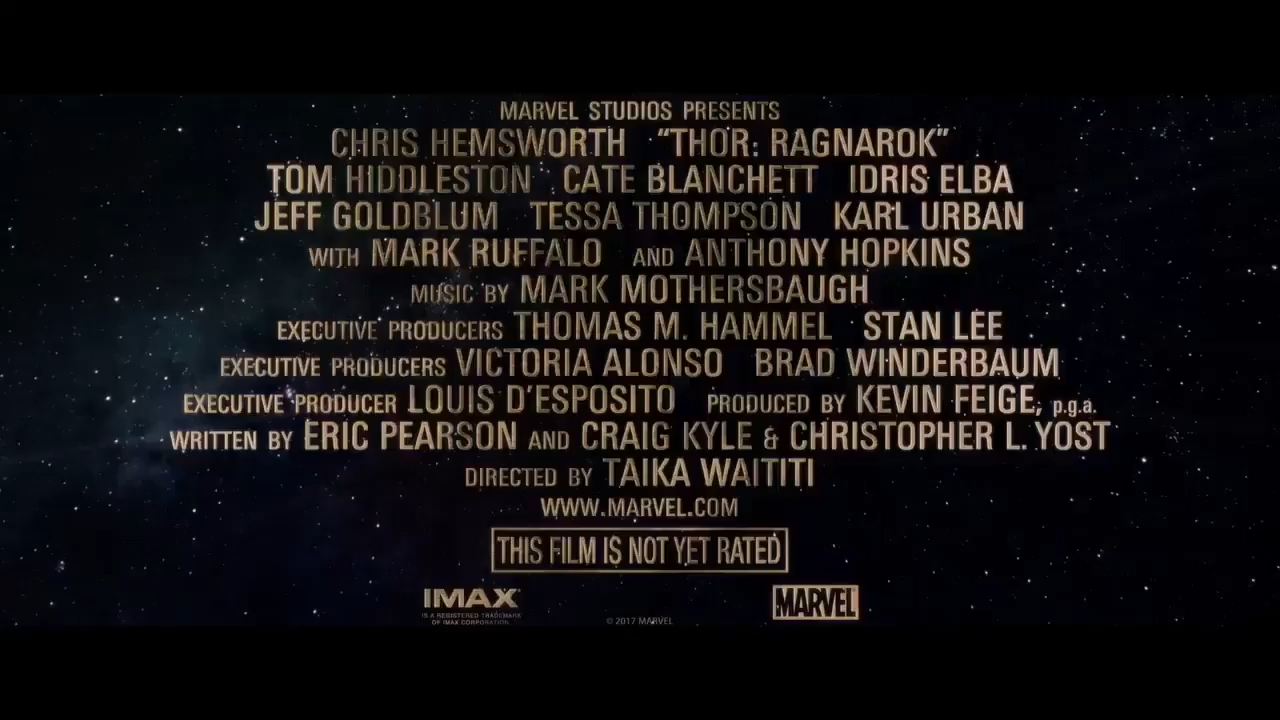 MARVEL STUDIOS PRESENTS
CHRIS HEMSWORTH "THOR: RAGNAROK"
TOM HIDDLESTON CATE BLANCHETT IDRIS ELBA
JEFF GOLDBLUM TESSA THOMPSON KARL URBAN
WITH MARK RUFFALO AND ANTHONY HOPKINS
MUSIC BY MARK MOTHERSBAUGH
EXECUTIVE PRODUCERS THOMAS M. HAMMEL STAN LEE
EXECUTIVE PRODUCERS VICTORIA ALONSO BRAD WINDERBAUM
EXECUTIVE PRODUCER LOUIS D'ESPOSITO PRODUCED BY KEVIN FEIGE, p.g.a.
WRITTEN BY ERIC PEARSON AND CRAIG KYLE & CHRISTOPHER L. YOST
DIRECTED BY TAIKA WAITITI
WWW.MARVEL.COM
THIS FILM IS NOT YET RATED
IMAX MARVEL
IS A REGISTERED TRADEMARK
OF IMAX CORPORATION
© 2017 MARVEL